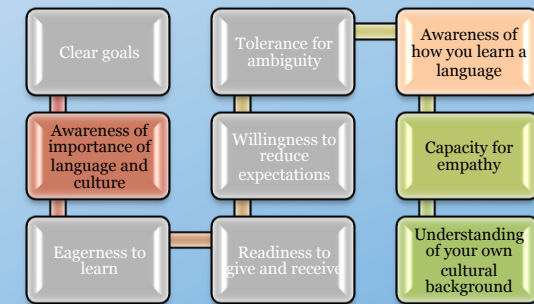 Clear goals
Awareness of
importance of
language and
culture
Eagerness to
learn
Readiness to
give and receive
Willingness to
reduce
expectations
Tolerance for
ambiguity
Awareness of
how you learn a
language
Capacity for
empathy
Understanding
of your own
cultural
background